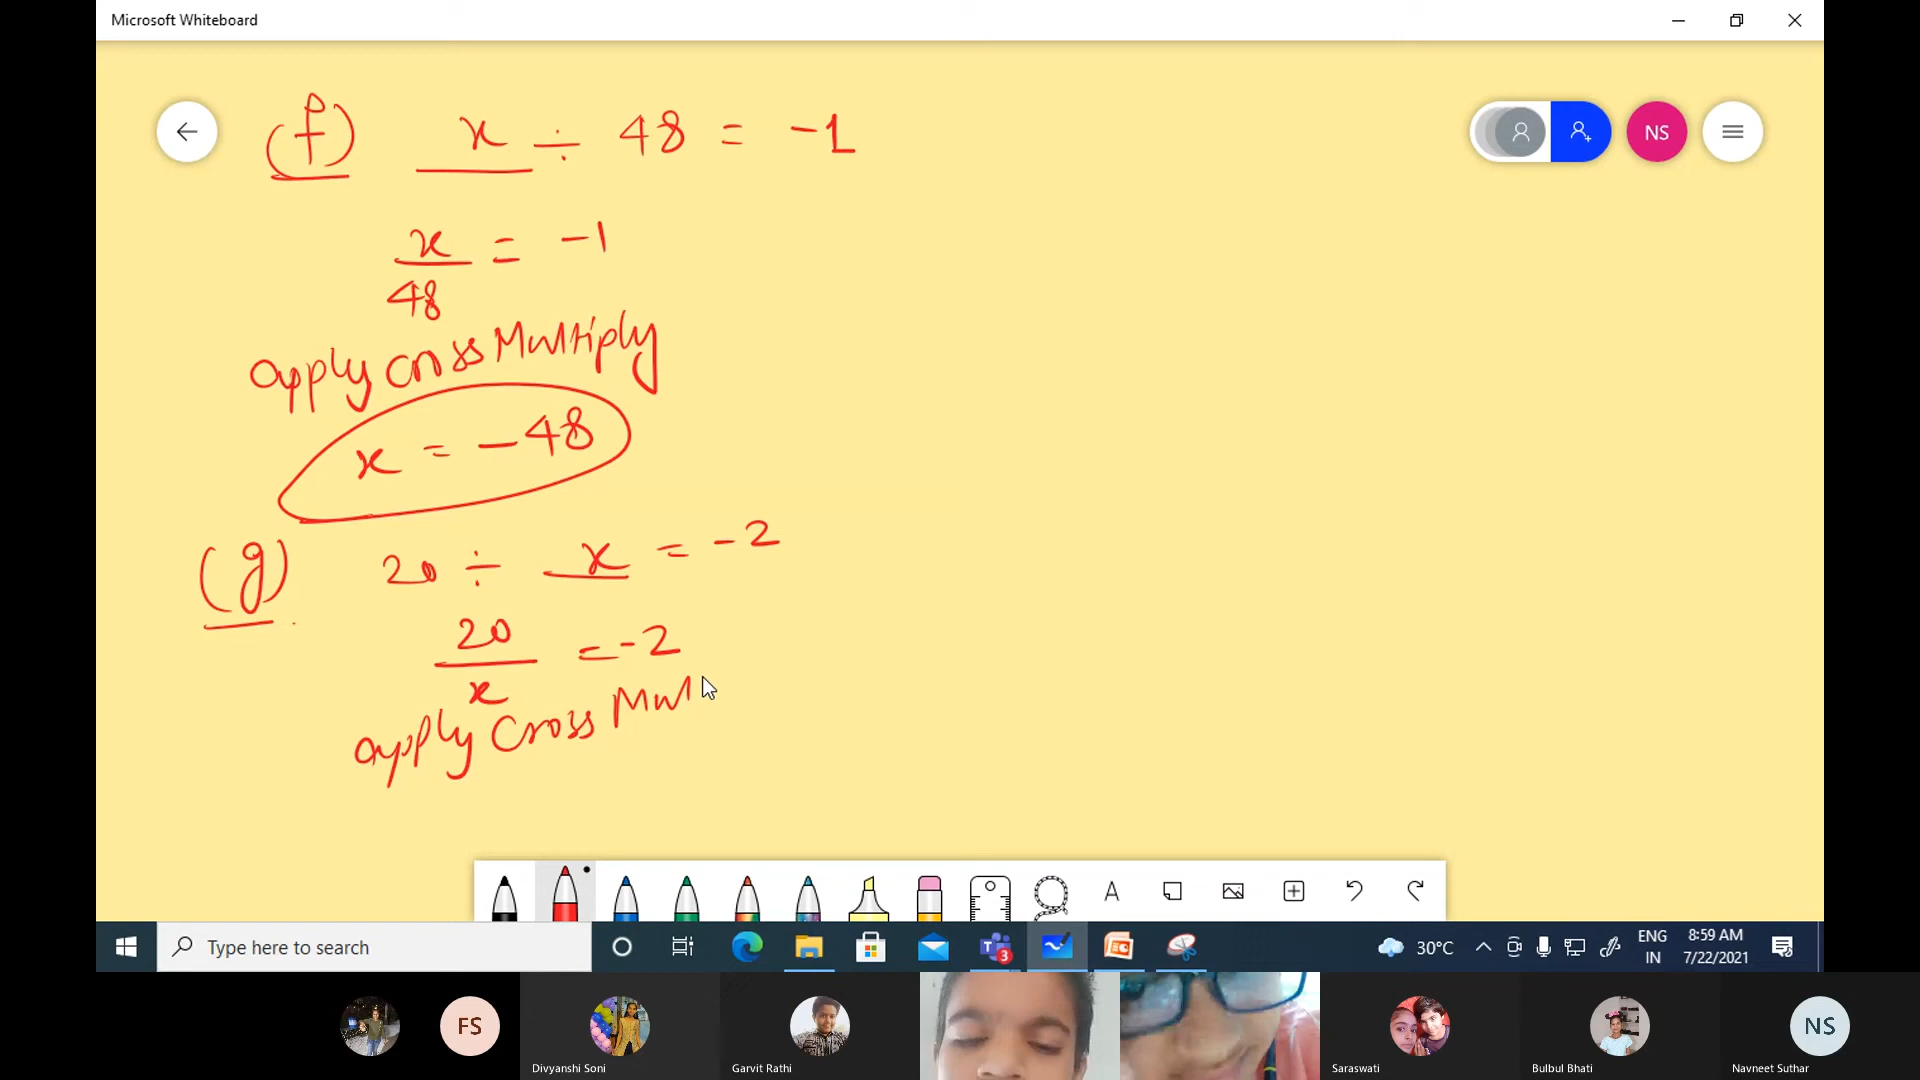 Microsoft Whiteboard
(f) x ÷ 48 = -1
NS
x/48 = -1
apply cross Multiply
x = -48
(g) 20 ÷ x = -2
20/x = -2
apply Cross Mul
A
Type here to search
3
30°C
ENG
IN
8:59 AM
7/22/2021
FS
NS
Divyanshi Soni
Garvit Rathi
Saraswati
Bulbul Bhati
Navneet Suthar